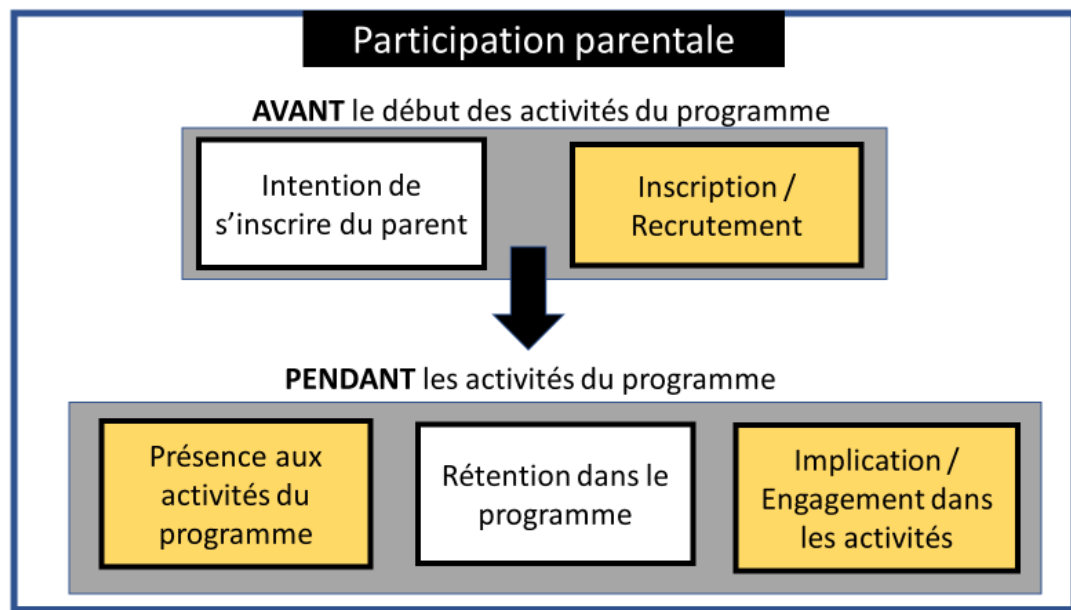 Participation parentale
AVANT le début des activités du programme
Intention de
s'inscrire du parent
Inscription /
Recrutement
PENDANT les activités du programme
Présence aux
activités du
programme
Rétention dans le
programme
Implication /
Engagement dans
les activités